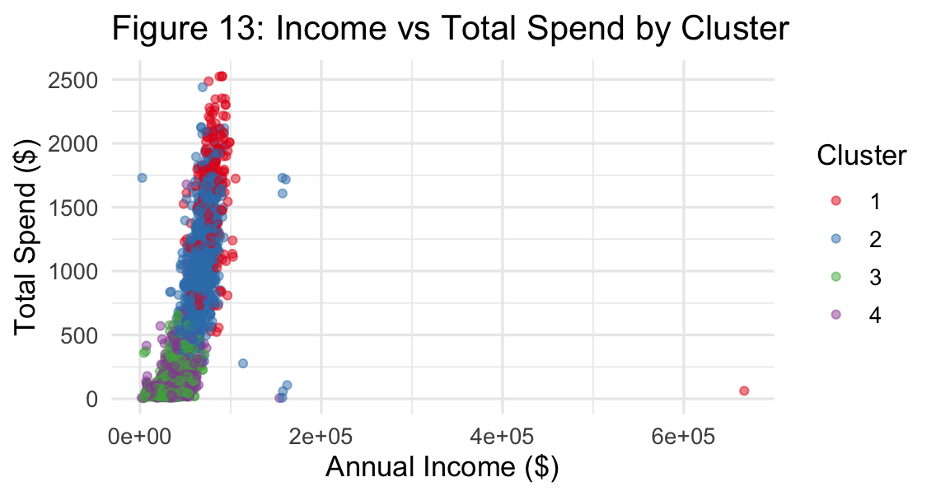 Figure 13: Income vs Total Spend by Cluster
2500
2000
1500
1000
500
0
Total Spend ($)
0e+00 2e+05 4e+05 6e+05
Annual Income ($)
Cluster
1
2
3
4